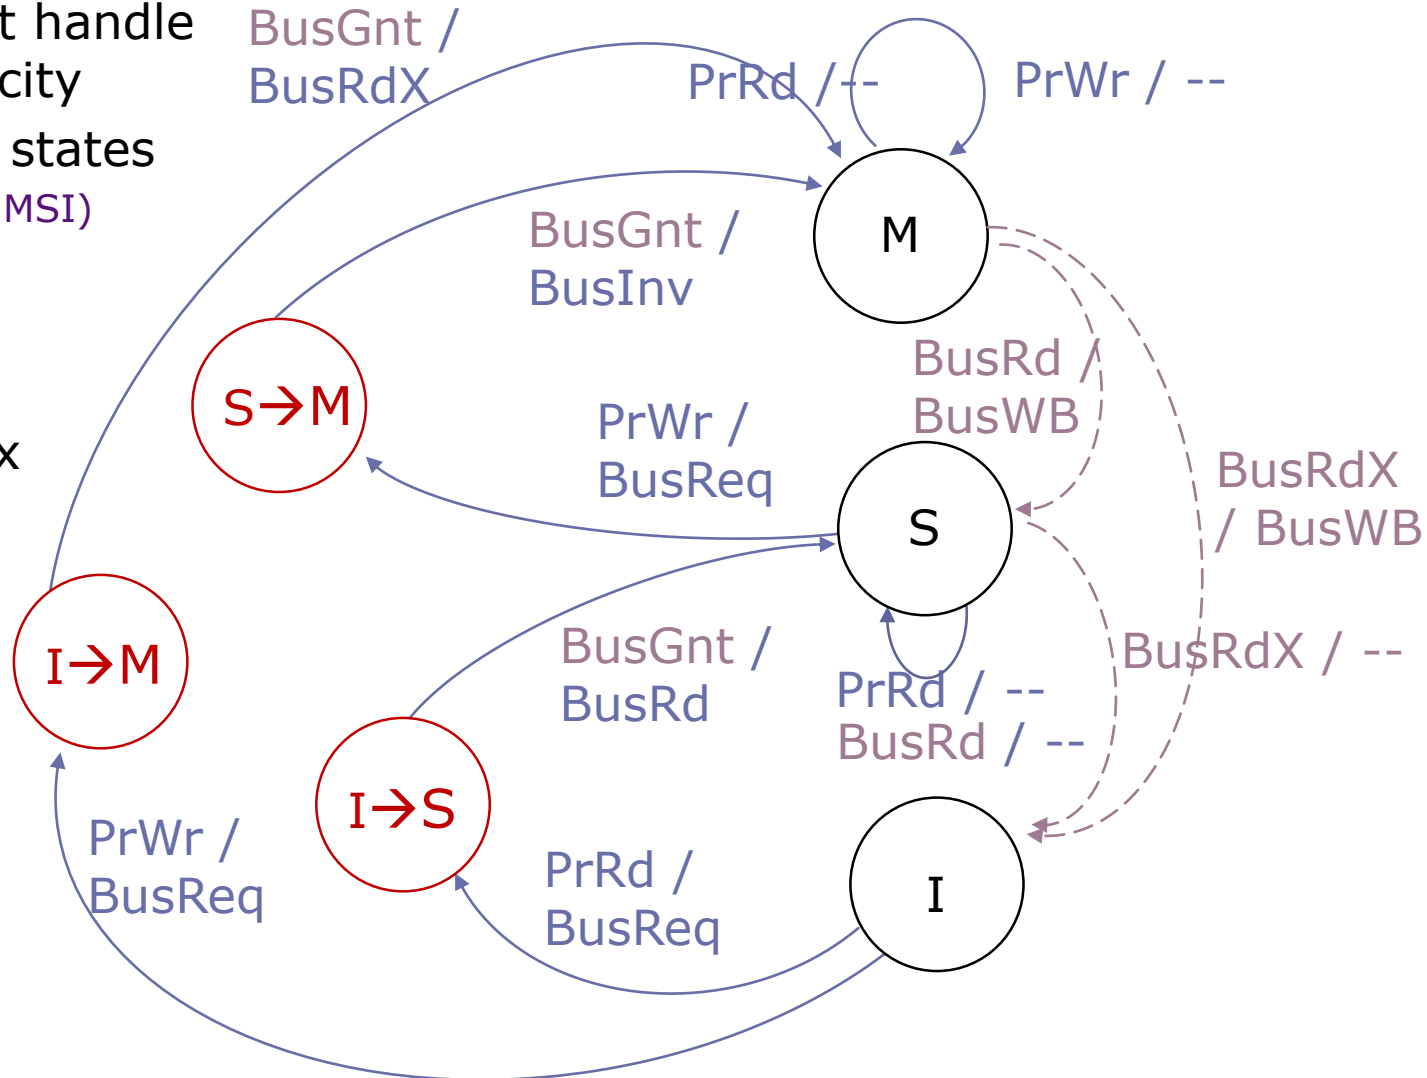 t handle
city
states
MSI)
x
BusGnt /
BusRdX
PrRd /--
PrWr / --
M
BusGnt /
BusInv
S→M
BusRd /
BusWB
PrWr /
BusReq
BusRdX
/ BusWB
S
I→M
BusGnt /
BusRd
PrRd / --
BusRd / --
BusRdX / --
I→S
PrWr /
BusReq
PrRd /
BusReq
I